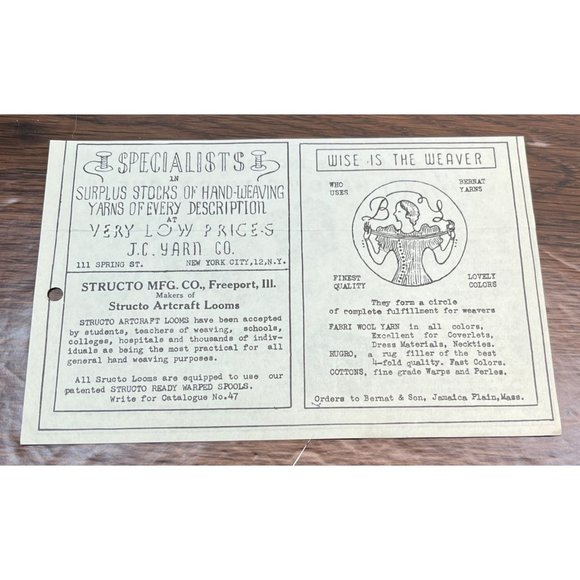 SPECIALISTS
IN
SURPLUS STOCKS OF HAND-WEAVING
YARNS OF EVERY DESCRIPTION
AT
VERY LOW PRICES
J.C. YARN CO.
111 SPRING ST. NEW YORK CITY,12,N.Y.
STRUCTO MFG. CO., Freeport, Ill.
Makers of
Structo Artcraft Looms
STRUCTO ARTCRAFT LOOMS have been accepted
by students, teachers of weaving, schools,
colleges, hospitals and thousands of indiv-
iduals as being the most practical for all
general hand weaving purposes.
All Sructo Looms are equipped to use our
patented STRUCTO READY WARPED SPOOLS.
Write for Catalogue No.47
WISE IS THE WEAVER
WHO
USES
BERNAT
YARNS
FINEST
QUALITY
LOVELY
COLORS
They form a circle
of complete fulfillment for weavers
FABRI WOOL YARN in all colors,
Excellent for Coverlets,
Dress Materials, Neckties.
RUGRO, a rug filler of the best
4-fold quality. Fast Colors.
COTTONS, fine grade Warps and Perles.
Orders to Bernat & Son, Jamaica Plain,Mass.